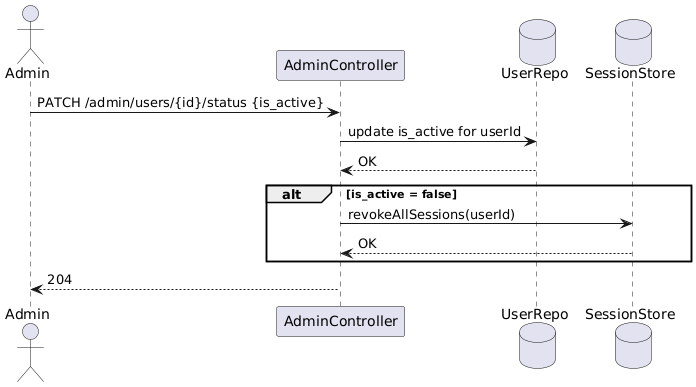 Admin
AdminController
UserRepo
SessionStore
PATCH /admin/users/{id}/status {is_active}
update is_active for userId
OK
alt
[is_active = false]
revokeAllSessions(userId)
OK
204
Admin
AdminController
UserRepo
SessionStore